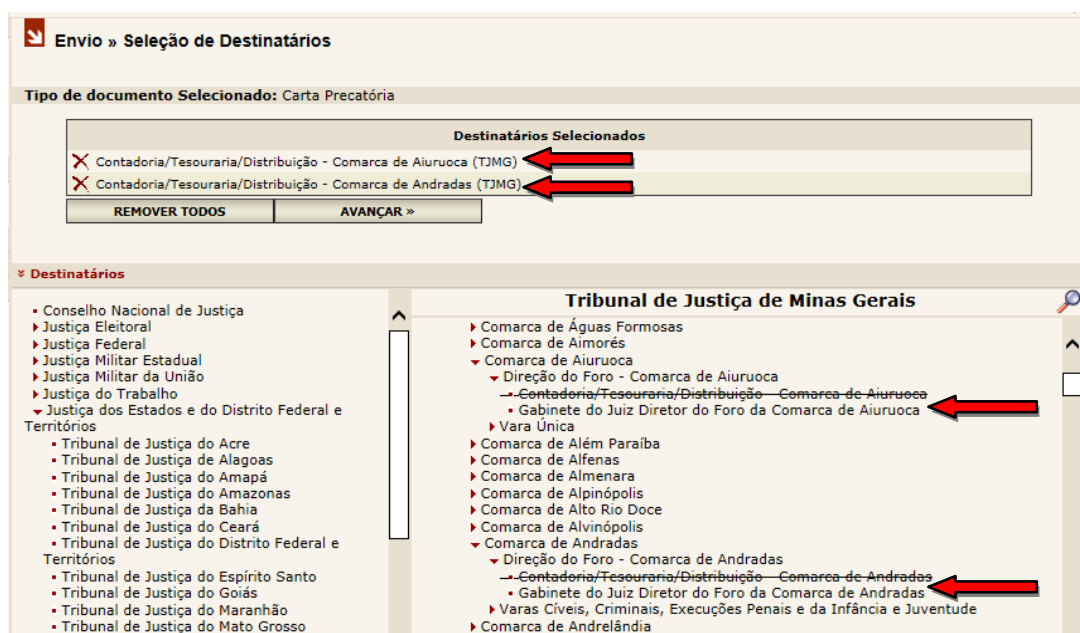 Envio » Seleção de Destinatários
Tipo de documento Selecionado: Carta Precatória
Destinatários Selecionados
Contadoria/Tesouraria/Distribuição - Comarca de Aiuruoca (TJMG)
Contadoria/Tesouraria/Distribuição - Comarca de Andradas (TJMG)
REMOVER TODOS
AVANÇAR »
Destinatários
Conselho Nacional de Justiça
Justiça Eleitoral
Justiça Federal
Justiça Militar Estadual
Justiça Militar da União
Justiça do Trabalho
Justiça dos Estados e do Distrito Federal e
Territórios
Tribunal de Justiça do Acre
Tribunal de Justiça de Alagoas
Tribunal de Justiça do Amapá
Tribunal de Justiça do Amazonas
Tribunal de Justiça da Bahia
Tribunal de Justiça do Ceará
Tribunal de Justiça do Distrito Federal e
Territórios
Tribunal de Justiça do Espírito Santo
Tribunal de Justiça do Goiás
Tribunal de Justiça do Maranhão
Tribunal de Justiça do Mato Grosso
Tribunal de Justiça de Minas Gerais
Comarca de Águas Formosas
Comarca de Aimorés
Comarca de Aiuruoca
Direção do Foro - Comarca de Aiuruoca
Contadoria/Tesouraria/Distribuição - Comarca de Aiuruoca
Gabinete do Juiz Diretor do Foro da Comarca de Aiuruoca
Vara Única
Comarca de Além Paraíba
Comarca de Alfenas
Comarca de Almenara
Comarca de Alpinópolis
Comarca de Alto Rio Doce
Comarca de Alvinópolis
Comarca de Andradas
Direção do Foro - Comarca de Andradas
Contadoria/Tesouraria/Distribuição - Comarca de Andradas
Gabinete do Juiz Diretor do Foro da Comarca de Andradas
Varas Cíveis, Criminais, Execuções Penais e da Infância e Juventude
Comarca de Andrelândia